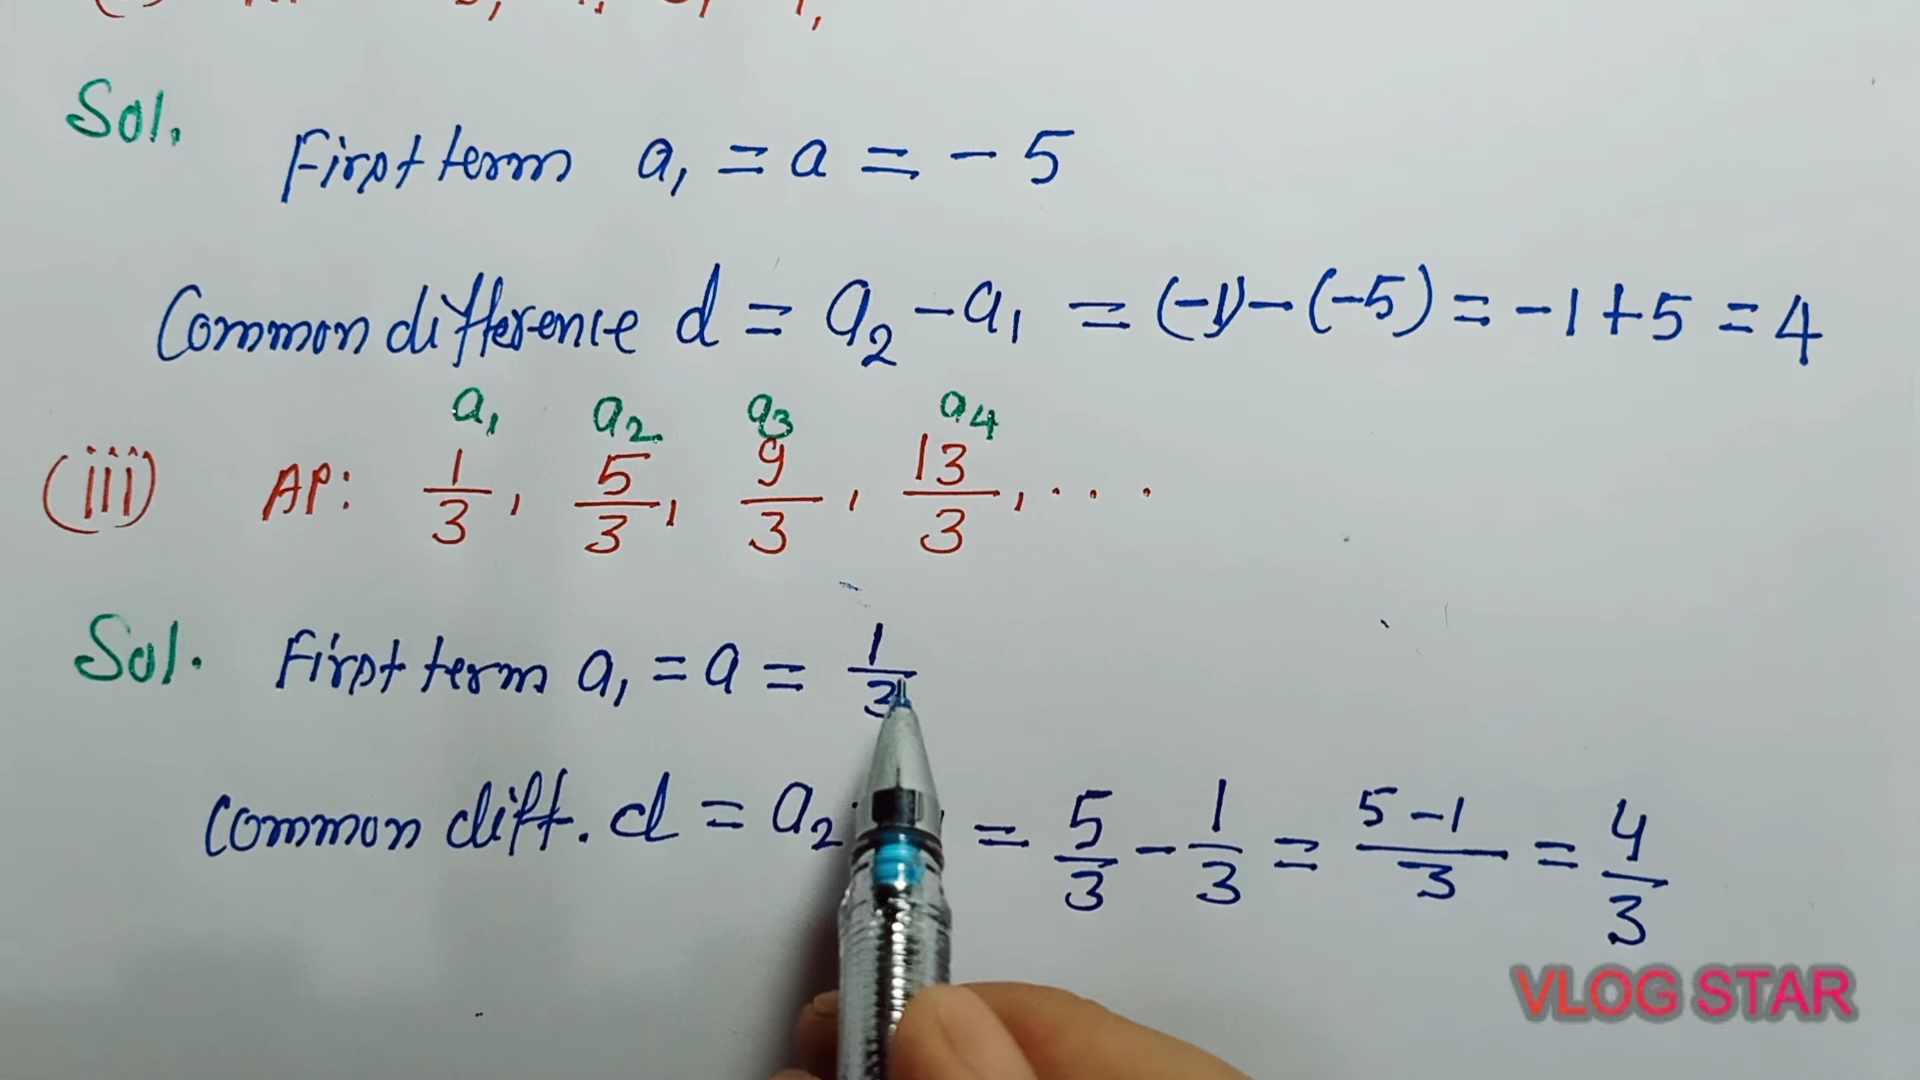 Sol.
First term a₁ = a = - 5
Common difference d = a₂ - a₁ = (-1) - (-5) = -1 + 5 = 4
a₁ a₂ a₃ a₄
(iii) AP: 1/3, 5/3, 9/3, 13/3, ...
Sol. First term a₁ = a = 1/3
Common diff. d = a₂ = 5/3 - 1/3 = 5-1/3 = 4/3
VLOG STAR